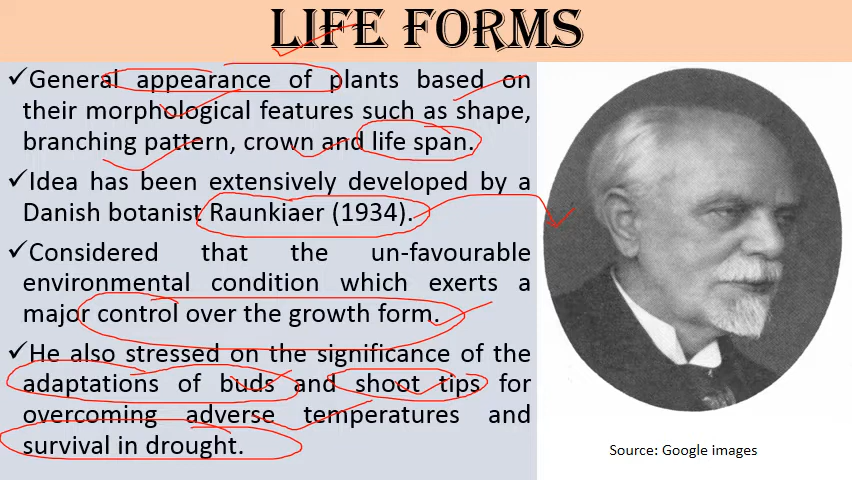 LIFE FORMS
✓General appearance of plants based on
their morphological features such as shape,
branching pattern, crown and life span.
✓Idea has been extensively developed by a
Danish botanist Raunkiaer (1934).
✓Considered that the un-favourable
environmental condition which exerts a
major control over the growth form.
✓He also stressed on the significance of the
adaptations of buds and shoot tips for
overcoming adverse temperatures and
survival in drought.
Source: Google images